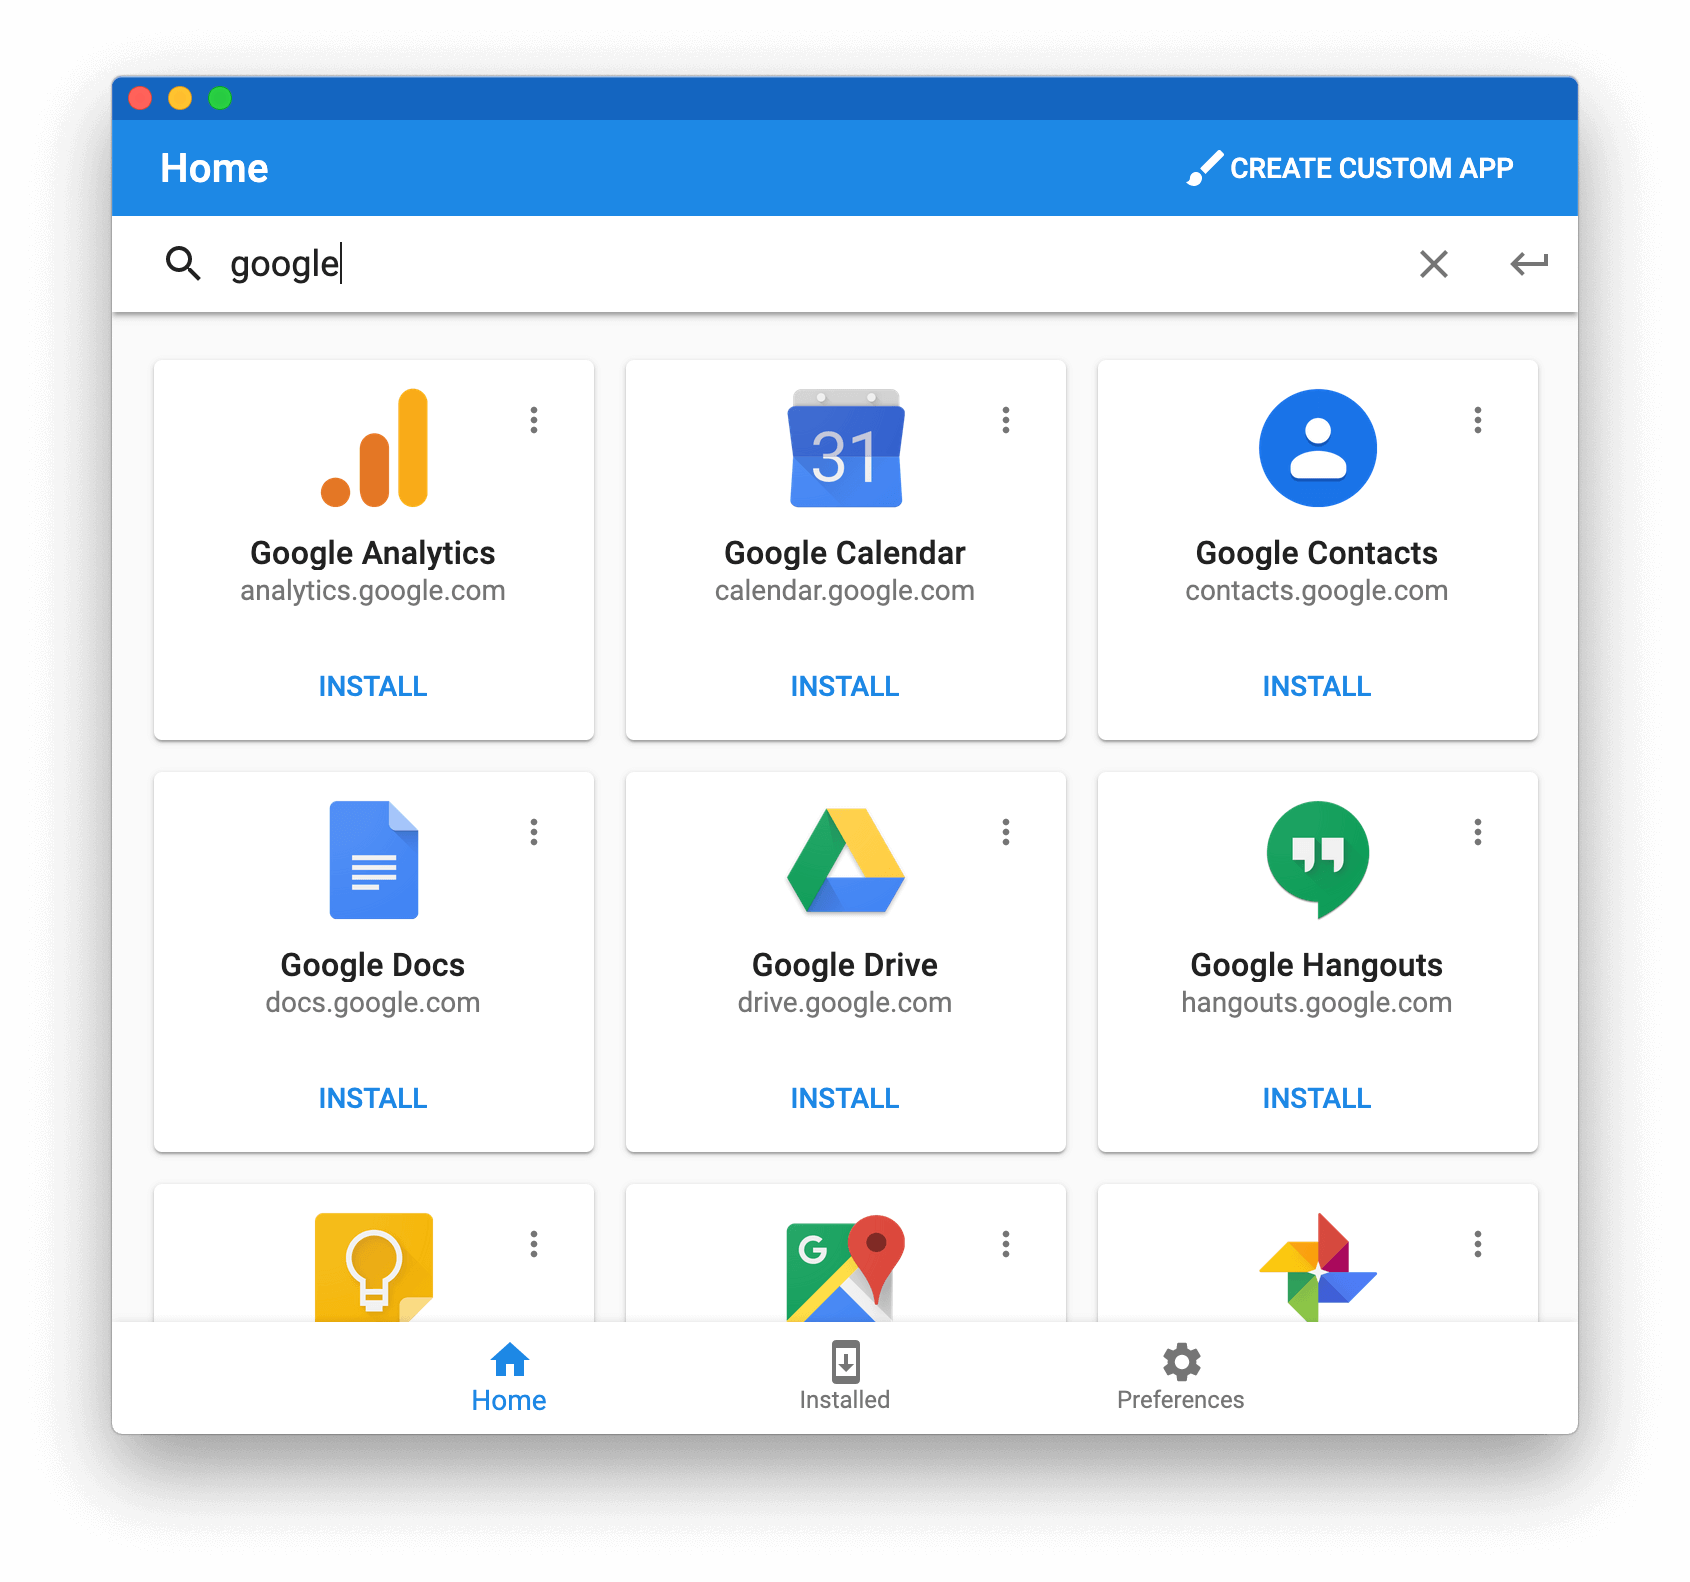 Home
CREATE CUSTOM APP
google
31
Google Analytics
analytics.google.com
INSTALL
Google Calendar
calendar.google.com
INSTALL
Google Contacts
contacts.google.com
INSTALL
Google Docs
docs.google.com
INSTALL
Google Drive
drive.google.com
INSTALL
Google Hangouts
hangouts.google.com
INSTALL
G
Home
Installed
Preferences